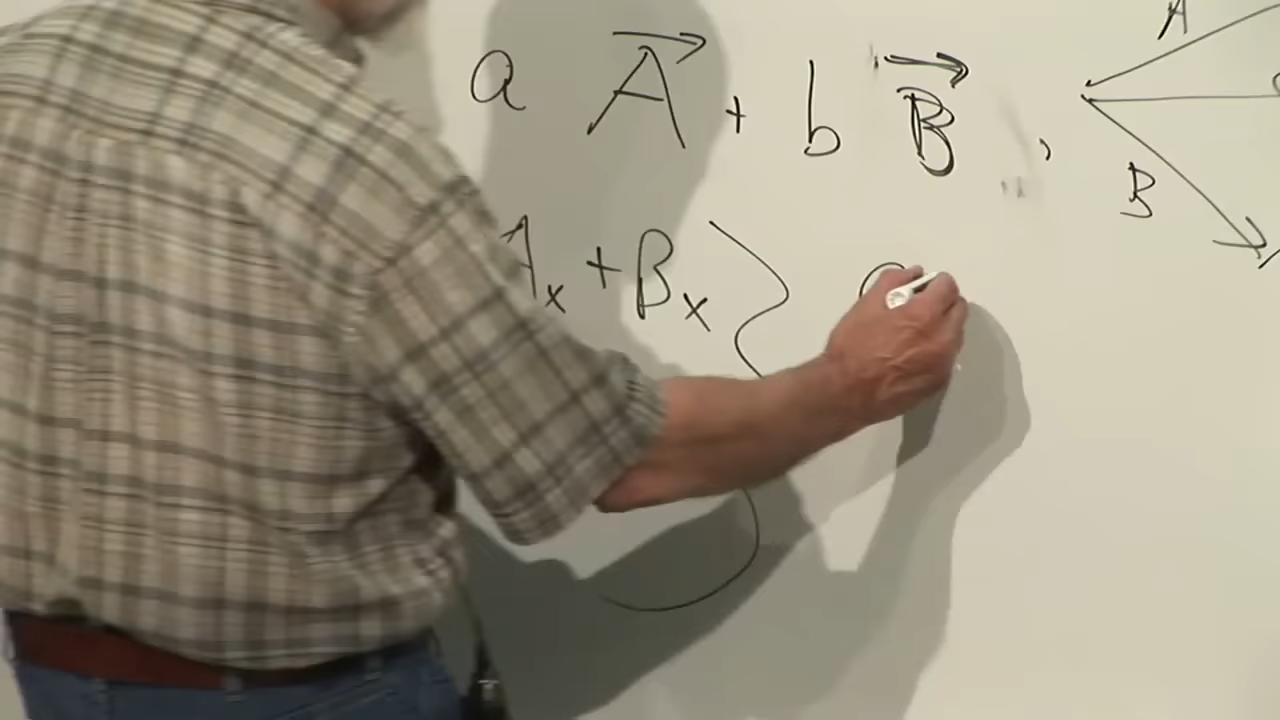 a A⃗ + b B⃗ ,
A
B
Aₓ + Bₓ